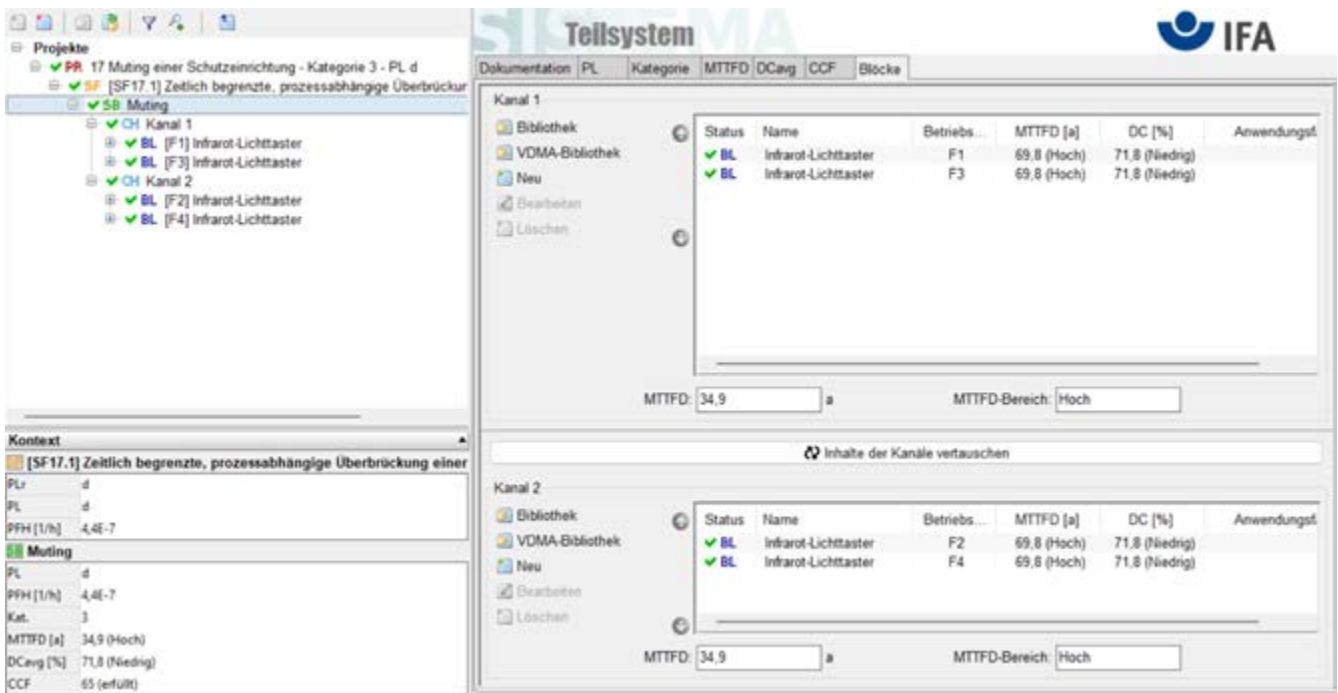 Projekte
PR 17 Muting einer Schutzeinrichtung - Kategorie 3 - PL d
SF [SF17.1] Zeitlich begrenzte, prozessabhängige Überbrückur
SB Muting
CH Kanal 1
BL [F1] Infrarot-Lichttaster
BL [F3] Infrarot-Lichttaster
CH Kanal 2
BL [F2] Infrarot-Lichttaster
BL [F4] Infrarot-Lichttaster
Kontext
[SF17.1] Zeitlich begrenzte, prozessabhängige Überbrückung einer
PLr d
PL d
PFH [1/h] 4,4E-7
SB Muting
PL d
PFH [1/h] 4,4E-7
Kat. 3
MTTFD [a] 34,9 (Hoch)
DCavg [%] 71,8 (Niedrig)
CCF 65 (erfüllt)
SISTEMA
Teilsystem
IFA
Dokumentation PL Kategorie MTTFD DCavg CCF Blöcke
Kanal 1
Bibliothek
VDMA-Bibliothek
Neu
Bearbeiten
Löschen
Status Name Betriebs... MTTFD [a] DC [%] Anwendungsfa
BL Infrarot-Lichttaster F1 69,8 (Hoch) 71,8 (Niedrig)
BL Infrarot-Lichttaster F3 69,8 (Hoch) 71,8 (Niedrig)
MTTFD: 34,9 a MTTFD-Bereich: Hoch
Inhalte der Kanäle vertauschen
Kanal 2
Bibliothek
VDMA-Bibliothek
Neu
Bearbeiten
Löschen
Status Name Betriebs... MTTFD [a] DC [%] Anwendungsfa
BL Infrarot-Lichttaster F2 69,8 (Hoch) 71,8 (Niedrig)
BL Infrarot-Lichttaster F4 69,8 (Hoch) 71,8 (Niedrig)
MTTFD: 34,9 a MTTFD-Bereich: Hoch